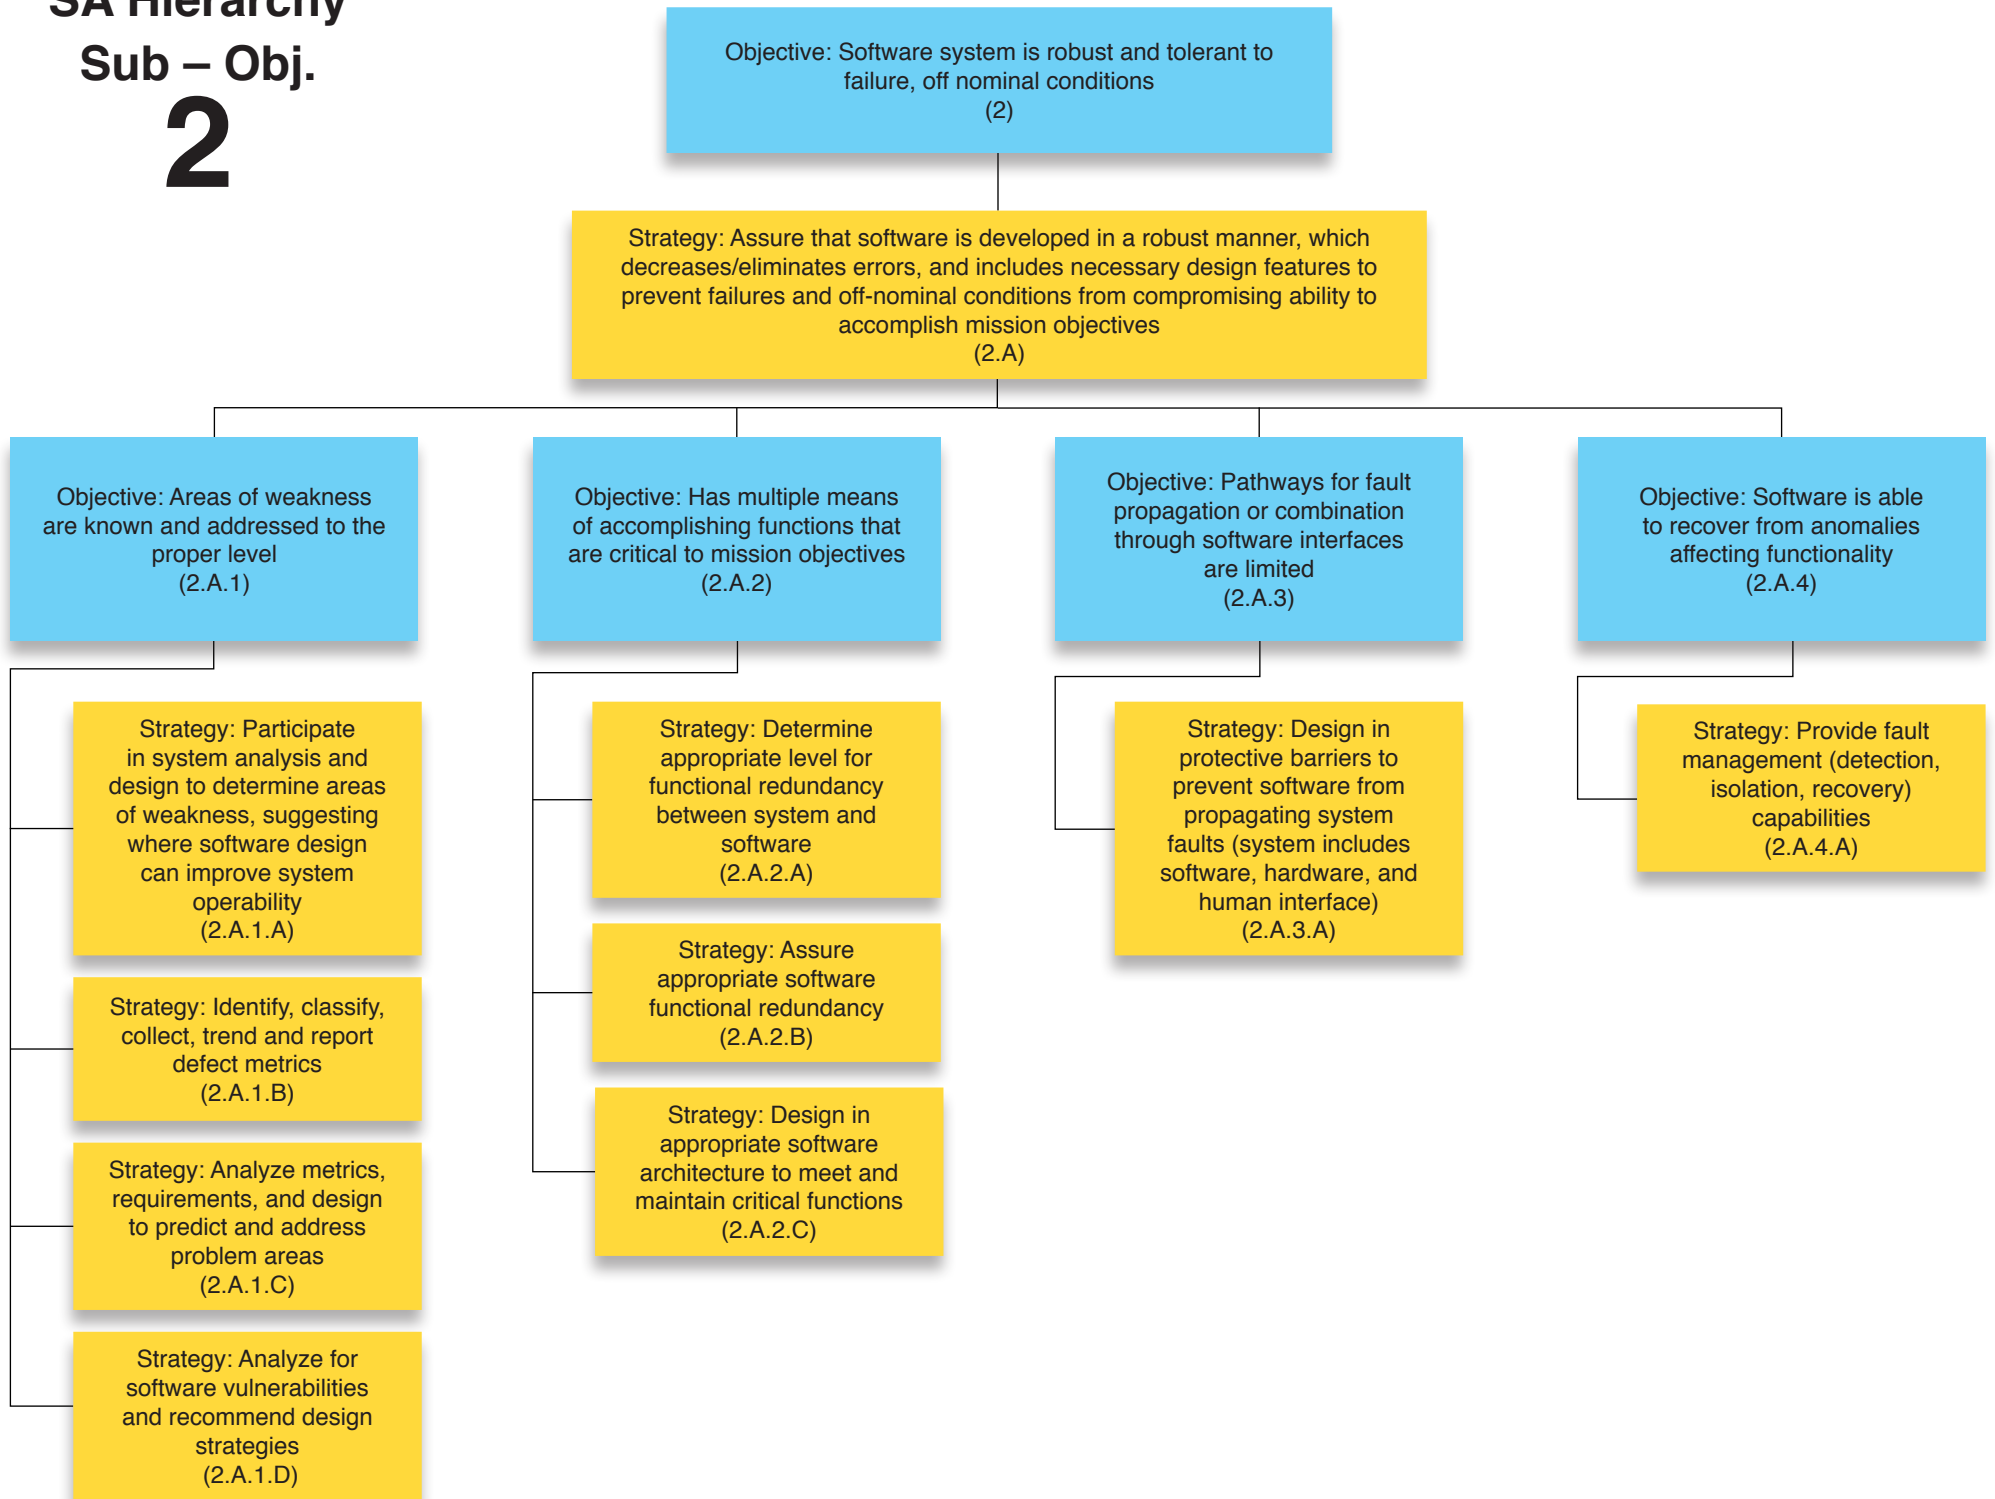 SA Hierarchy
Sub – Obj.
2
Objective: Software system is robust and tolerant to
failure, off nominal conditions
(2)
Strategy: Assure that software is developed in a robust manner, which
decreases/eliminates errors, and includes necessary design features to
prevent failures and off-nominal conditions from compromising ability to
accomplish mission objectives
(2.A)
Objective: Areas of weakness
are known and addressed to the
proper level
(2.A.1)
Objective: Has multiple means
of accomplishing functions that
are critical to mission objectives
(2.A.2)
Objective: Pathways for fault
propagation or combination
through software interfaces
are limited
(2.A.3)
Objective: Software is able
to recover from anomalies
affecting functionality
(2.A.4)
Strategy: Participate
in system analysis and
design to determine areas
of weakness, suggesting
where software design
can improve system
operability
(2.A.1.A)
Strategy: Identify, classify,
collect, trend and report
defect metrics
(2.A.1.B)
Strategy: Analyze metrics,
requirements, and design
to predict and address
problem areas
(2.A.1.C)
Strategy: Analyze for
software vulnerabilities
and recommend design
strategies
(2.A.1.D)
Strategy: Determine
appropriate level for
functional redundancy
between system and
software
(2.A.2.A)
Strategy: Assure
appropriate software
functional redundancy
(2.A.2.B)
Strategy: Design in
appropriate software
architecture to meet and
maintain critical functions
(2.A.2.C)
Strategy: Design in
protective barriers to
prevent software from
propagating system
faults (system includes
software, hardware, and
human interface)
(2.A.3.A)
Strategy: Provide fault
management (detection,
isolation, recovery)
capabilities
(2.A.4.A)